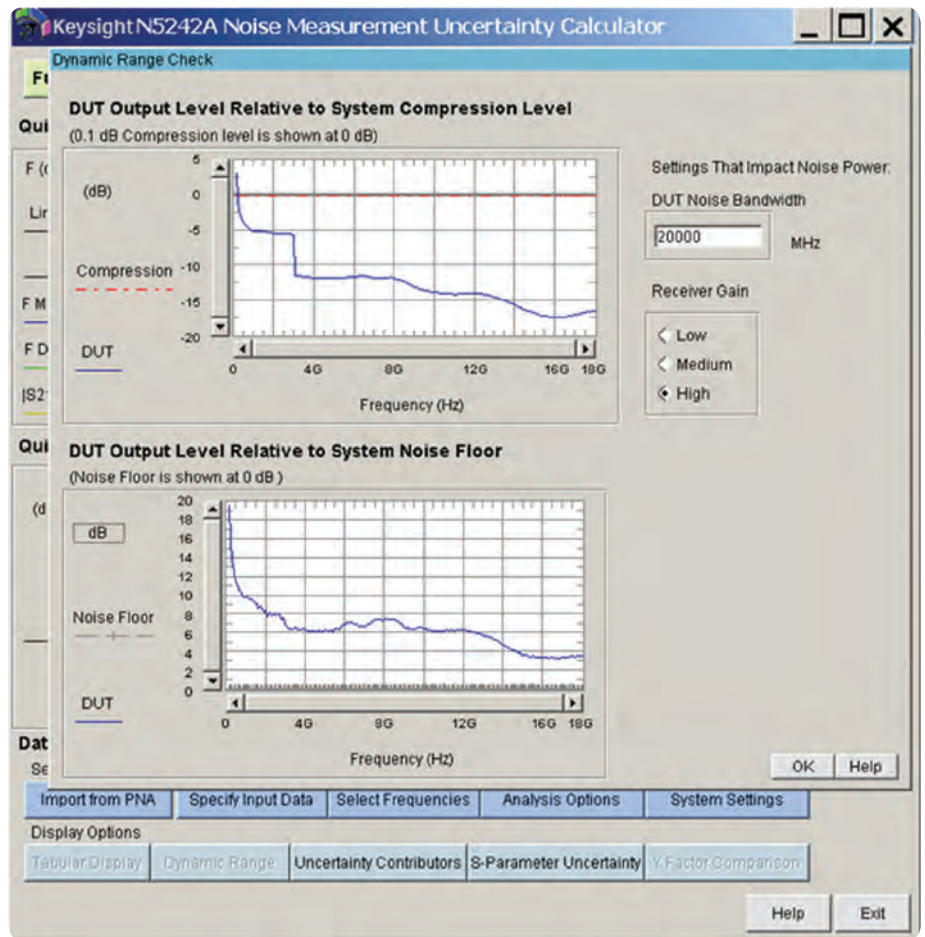 Keysight N5242A Noise Measurement Uncertainty Calculator
Dynamic Range Check
DUT Output Level Relative to System Compression Level
(0.1 dB Compression level is shown at 0 dB)
(dB)
Compression
DUT
5
0
-5
-10
-15
-20
0 4G 8G 12G 16G 18G
Frequency (Hz)
Settings That Impact Noise Power:
DUT Noise Bandwidth
20000 MHz
Receiver Gain
Low
Medium
High
DUT Output Level Relative to System Noise Floor
(Noise Floor is shown at 0 dB )
dB
Noise Floor
DUT
20
18
16
14
12
10
8
6
4
2
0
0 4G 8G 12G 16G 18G
Frequency (Hz)
OK Help
Qui
F (
Lir
F M
F D
|S2
Qui
(d
Dat
Se
Import from PNA Specify Input Data Select Frequencies Analysis Options System Settings
Display Options
Tabular Display Dynamic Range Uncertainty Contributors S-Parameter Uncertainty Y Factor Comparison
Help Exit